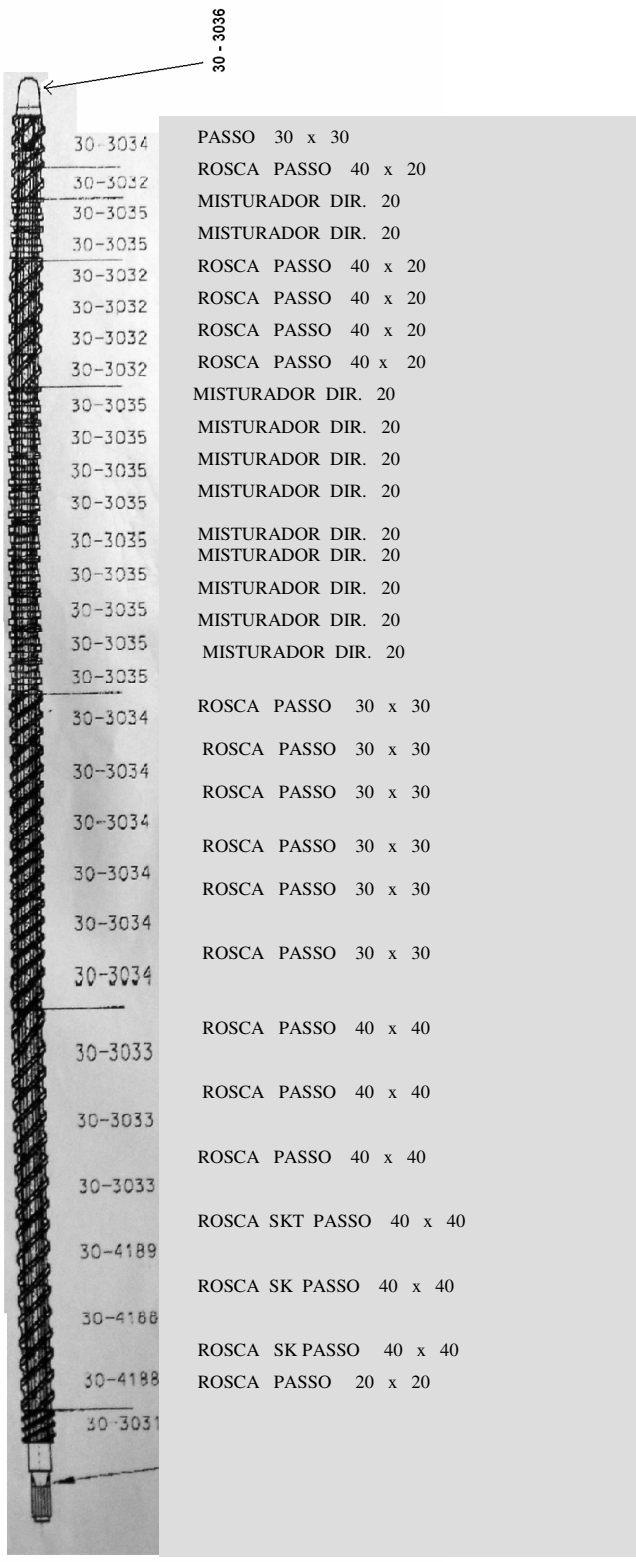 30 - 3036
30-3034 PASSO 30 x 30
30-3032 ROSCA PASSO 40 x 20
30-3035 MISTURADOR DIR. 20
30-3035 MISTURADOR DIR. 20
30-3032 ROSCA PASSO 40 x 20
30-3032 ROSCA PASSO 40 x 20
30-3032 ROSCA PASSO 40 x 20
30-3032 ROSCA PASSO 40 x 20
30-3035 MISTURADOR DIR. 20
30-3035 MISTURADOR DIR. 20
30-3035 MISTURADOR DIR. 20
30-3035 MISTURADOR DIR. 20
30-3035 MISTURADOR DIR. 20
30-3035 MISTURADOR DIR. 20
30-3035 MISTURADOR DIR. 20
30-3035 MISTURADOR DIR. 20
30-3035 MISTURADOR DIR. 20
30-3034 ROSCA PASSO 30 x 30
30-3034 ROSCA PASSO 30 x 30
30-3034 ROSCA PASSO 30 x 30
30-3034 ROSCA PASSO 30 x 30
30-3034 ROSCA PASSO 30 x 30
30-3034 ROSCA PASSO 30 x 30
30-3033 ROSCA PASSO 40 x 40
30-3033 ROSCA PASSO 40 x 40
30-3033 ROSCA PASSO 40 x 40
30-4189 ROSCA SKT PASSO 40 x 40
30-4188 ROSCA SK PASSO 40 x 40
30-4188 ROSCA SK PASSO 40 x 40
30-3031 ROSCA PASSO 20 x 20